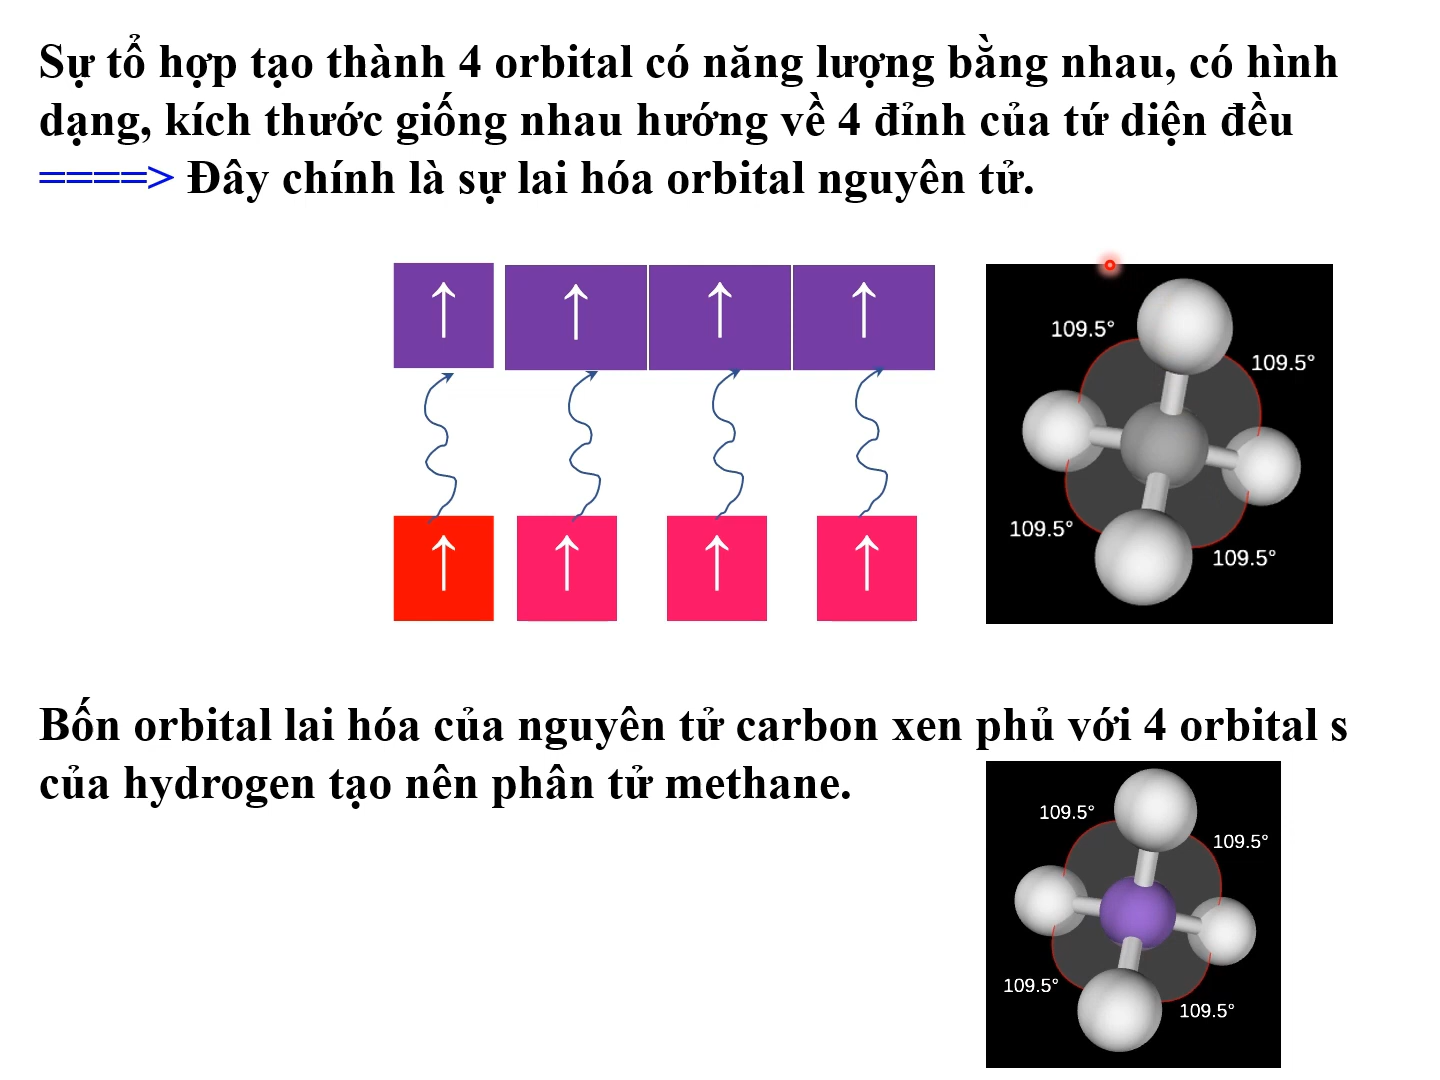 Sự tổ hợp tạo thành 4 orbital có năng lượng bằng nhau, có hình
dạng, kích thước giống nhau hướng về 4 đỉnh của tứ diện đều
====> Đây chính là sự lai hóa orbital nguyên tử.
↑ ↑ ↑ ↑
109.5°
109.5°
109.5°
109.5°
↑ ↑ ↑ ↑
Bốn orbital lai hóa của nguyên tử carbon xen phủ với 4 orbital s
của hydrogen tạo nên phân tử methane.
109.5°
109.5°
109.5°
109.5°